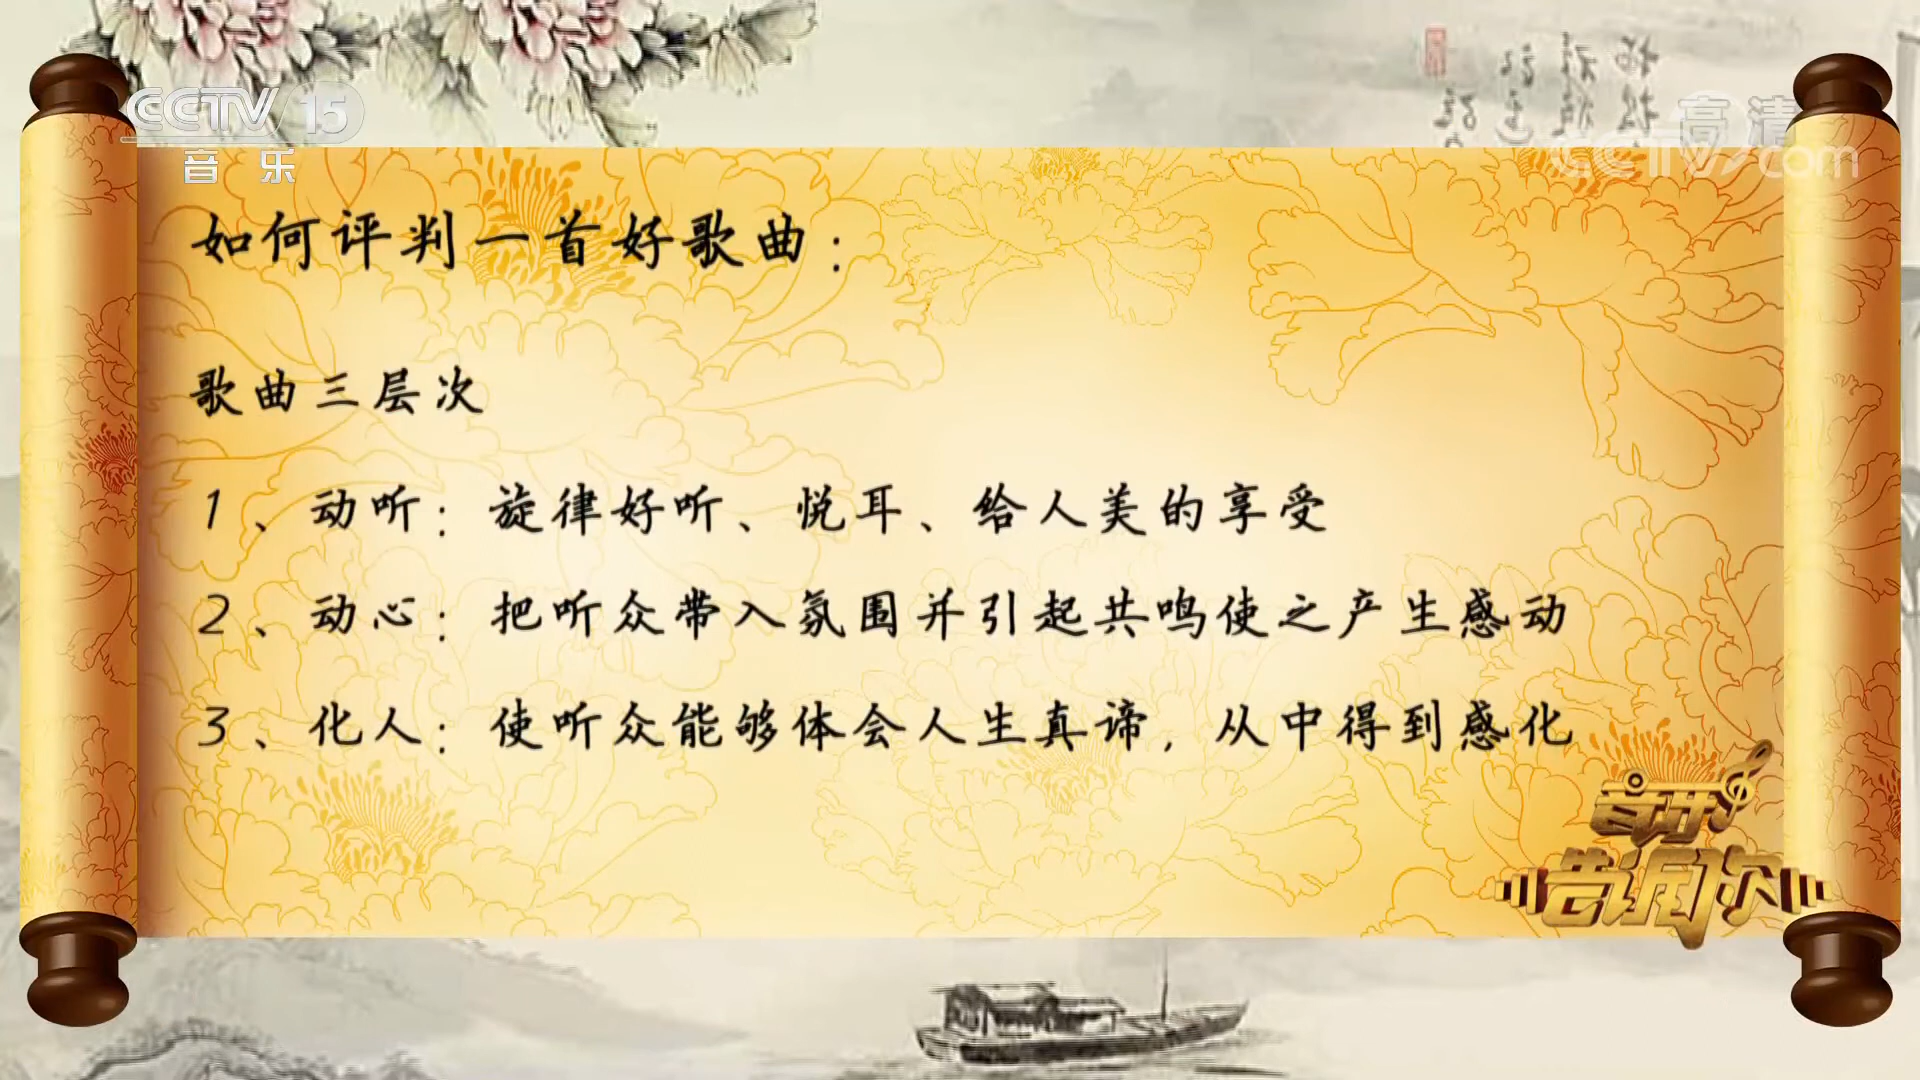 CCTV 15
音乐
高清
CCTV.com
如何评判一首好歌曲：
歌曲三层次
1、动听：旋律好听、悦耳、给人美的享受
2、动心：把听众带入氛围并引起共鸣使之产生感动
3、化人：使听众能够体会人生真谛，从中得到感化
音乐
告诉你